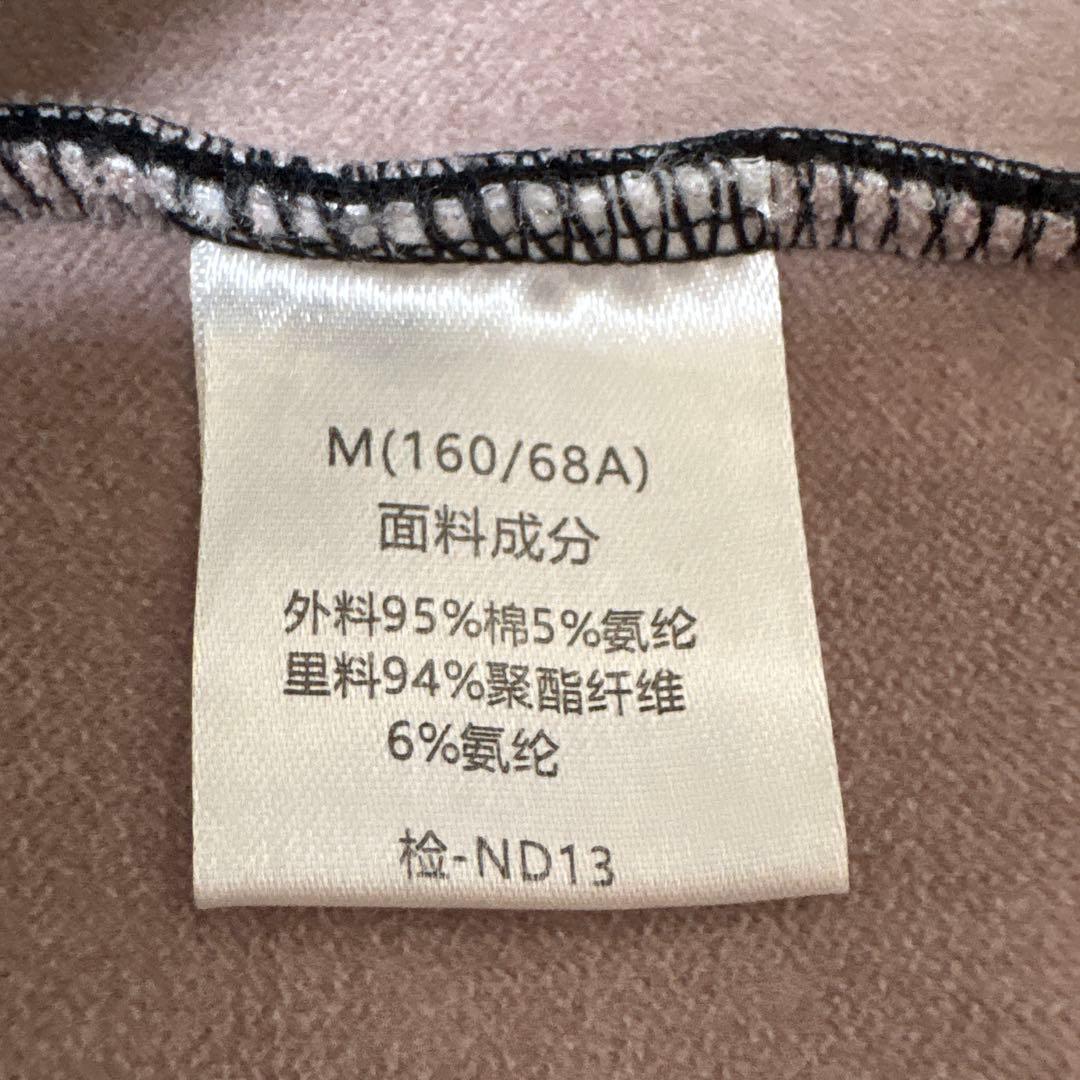 M(160/68A)
面料成分
外料95%棉5%氨纶
里料94%聚酯纤维
6%氨纶
检-ND13